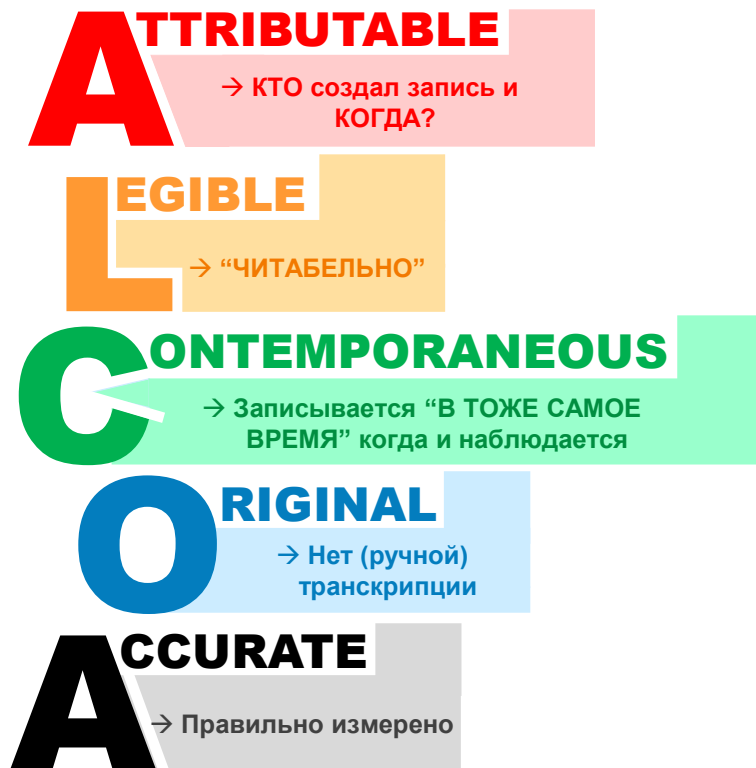 ATTRIBUTABLE
→ КТО создал запись и
КОГДА?
LEGIBLE
→ “ЧИТАБЕЛЬНО”
CONTEMPORANEOUS
→ Записывается “В ТОЖЕ САМОЕ
ВРЕМЯ” когда и наблюдается
ORIGINAL
→ Нет (ручной)
транскрипции
ACCURATE
→ Правильно измерено